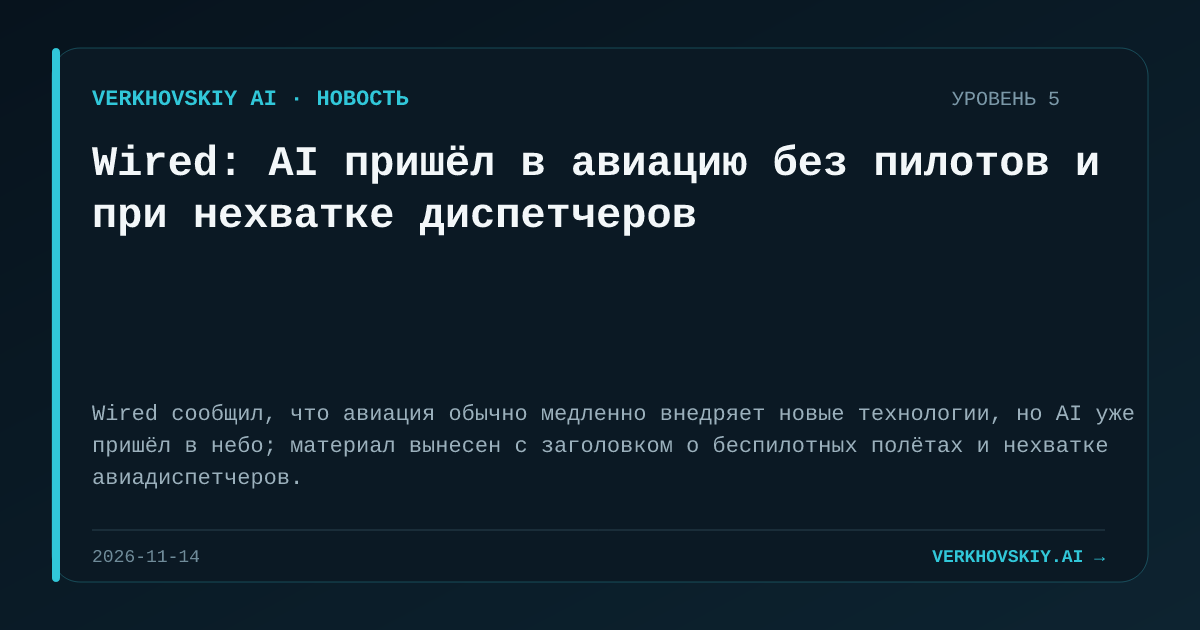 VERKHOVSKIY AI · НОВОСТЬ
УРОВЕНЬ 5
Wired: AI пришёл в авиацию без пилотов и
при нехватке диспетчеров
Wired сообщил, что авиация обычно медленно внедряет новые технологии, но AI уже
пришёл в небо; материал вынесен с заголовком о беспилотных полётах и нехватке
авиадиспетчеров.
2026-11-14
VERKHOVSKIY.AI →